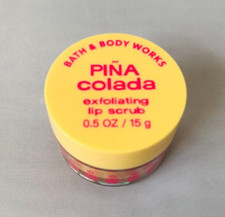 BATH & BODY WORKS
PIÑA
colada
exfoliating
lip scrub
0.5 OZ / 15 g